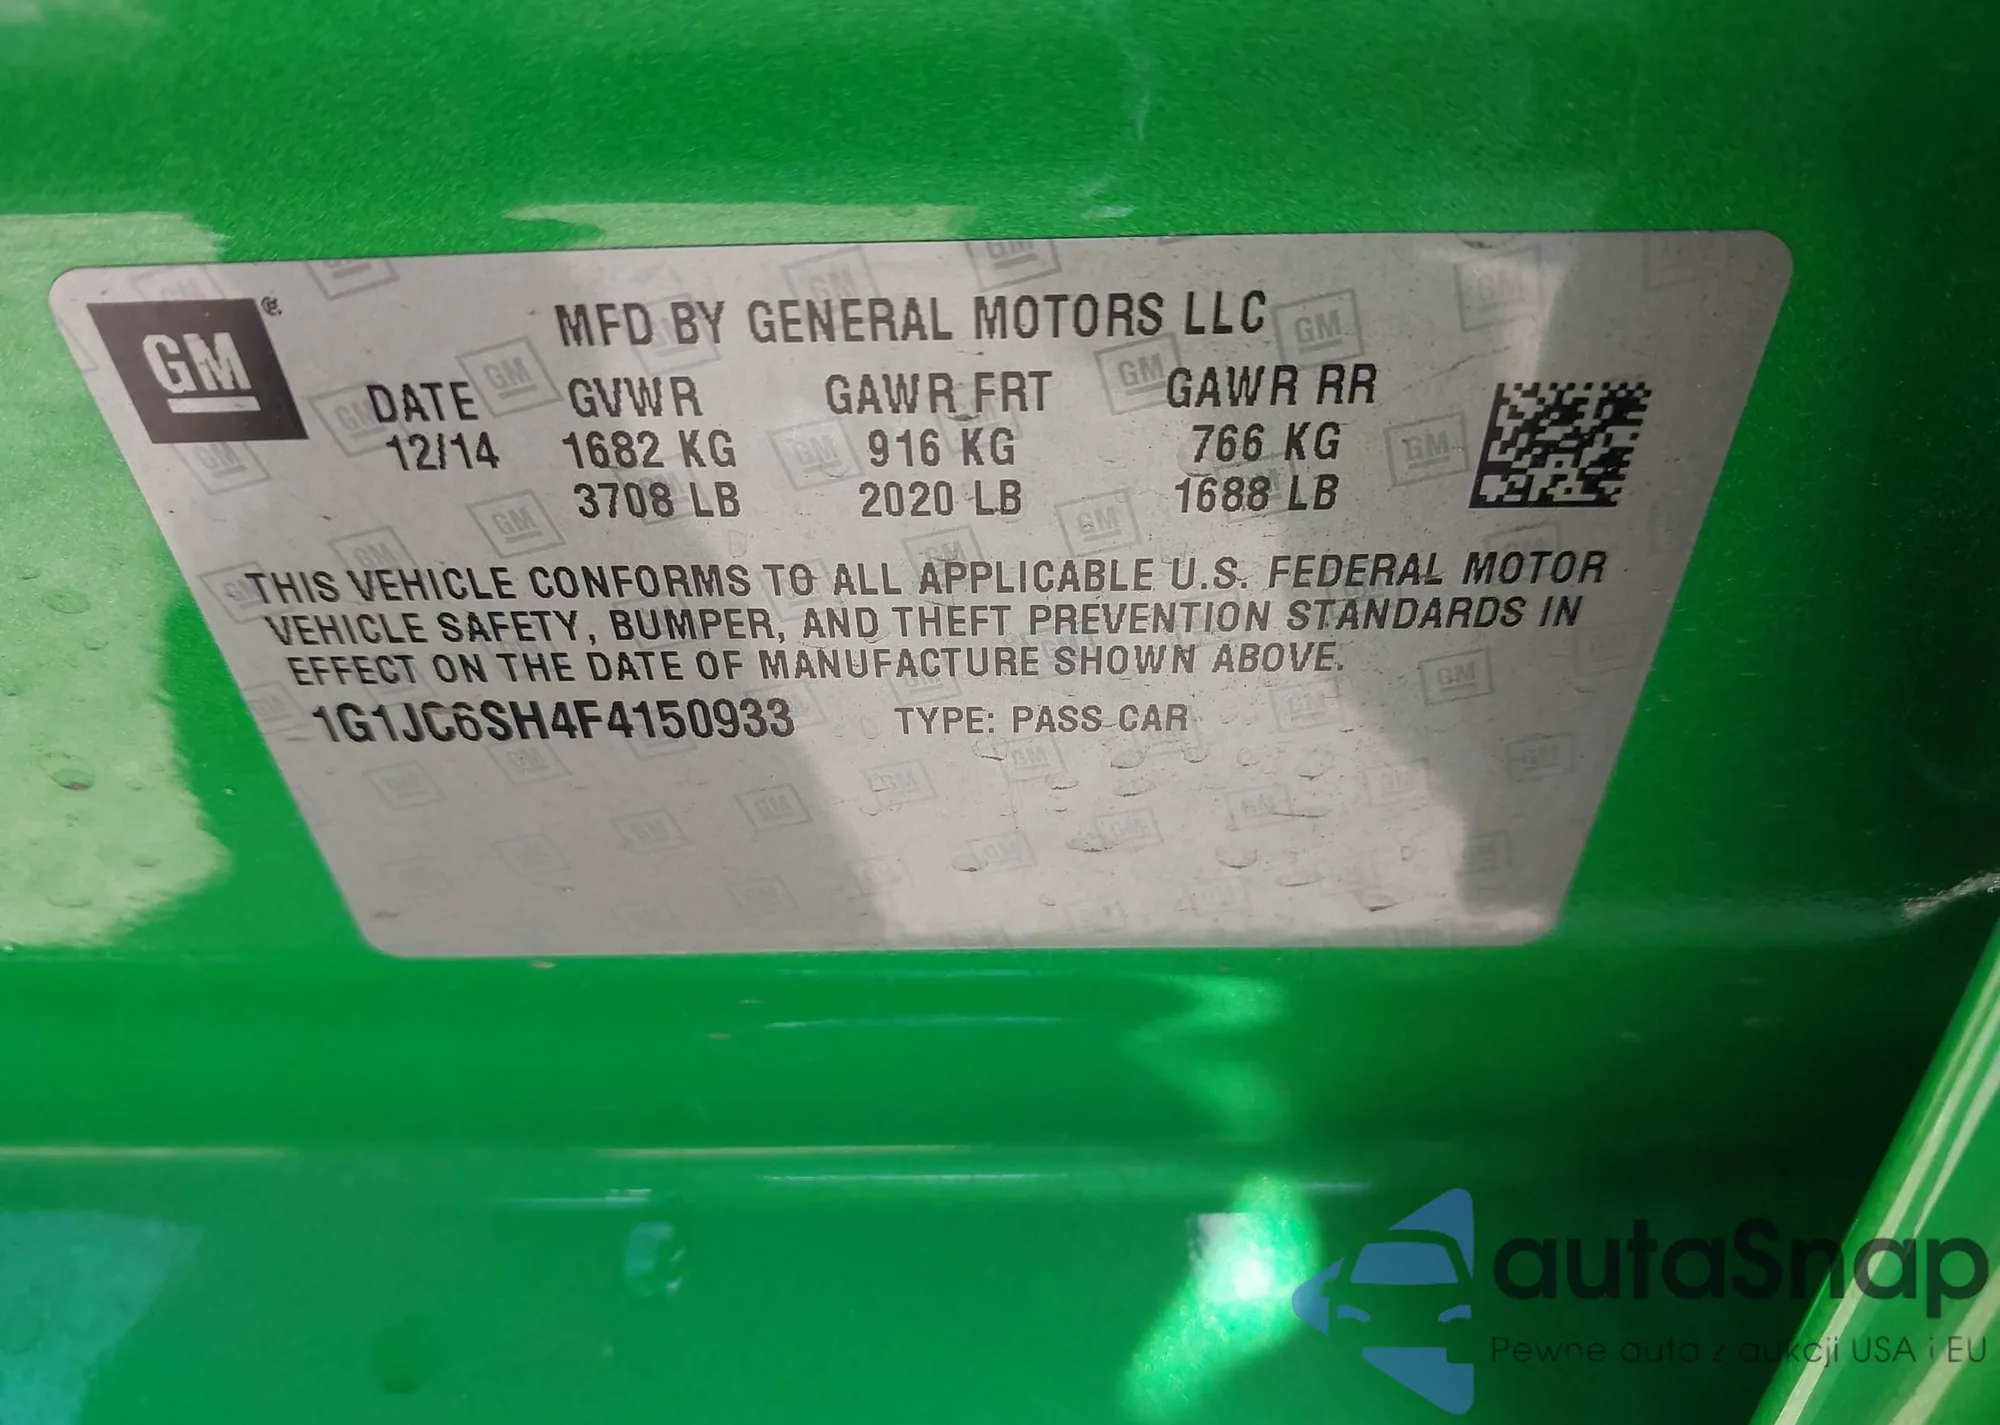 GM ®
MFD BY GENERAL MOTORS LLC
DATE GVWR GAWR FRT GAWR RR
12/14 1682 KG 916 KG 766 KG
3708 LB 2020 LB 1688 LB
THIS VEHICLE CONFORMS TO ALL APPLICABLE U.S. FEDERAL MOTOR
VEHICLE SAFETY, BUMPER, AND THEFT PREVENTION STANDARDS IN
EFFECT ON THE DATE OF MANUFACTURE SHOWN ABOVE.
1G1JC6SH4F4150933 TYPE: PASS CAR
autaSnap
Pewne auto z aukcji USA i EU